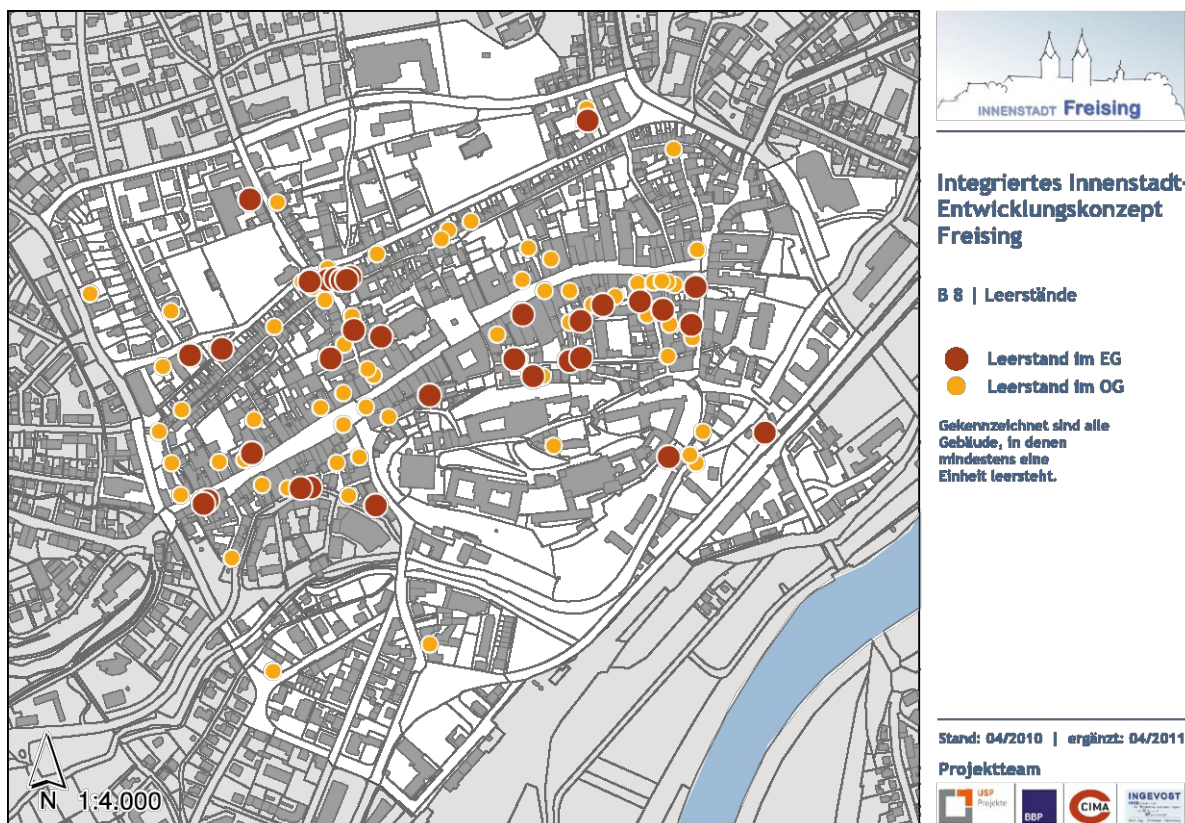 INNENSTADT Freising
Integriertes Innenstadt-
Entwicklungskonzept
Freising
B 8 | Leerstände
Leerstand im EG
Leerstand im OG
Gekennzeichnet sind alle
Gebäude, in denen
mindestens eine
Einheit leersteht.
Stand: 04/2010 | ergänzt: 04/2011
Projektteam
USP
Projekte
BBP
CIMA
INGEVOST
N 1:4.000